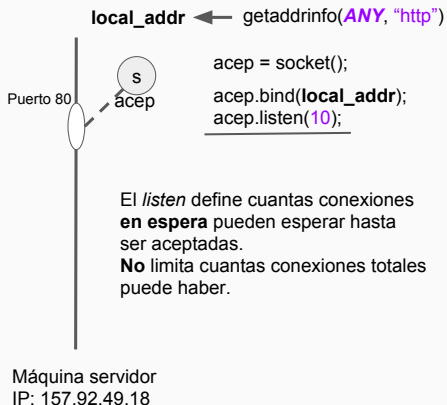 local_addr getaddrinfo(ANY, “http”)
s
acep
Puerto 80
acep = socket();
acep.bind(local_addr);
acep.listen(10);
El listen define cuantas conexiones
en espera pueden esperar hasta
ser aceptadas.
No limita cuantas conexiones totales
puede haber.
Máquina servidor
IP: 157.92.49.18